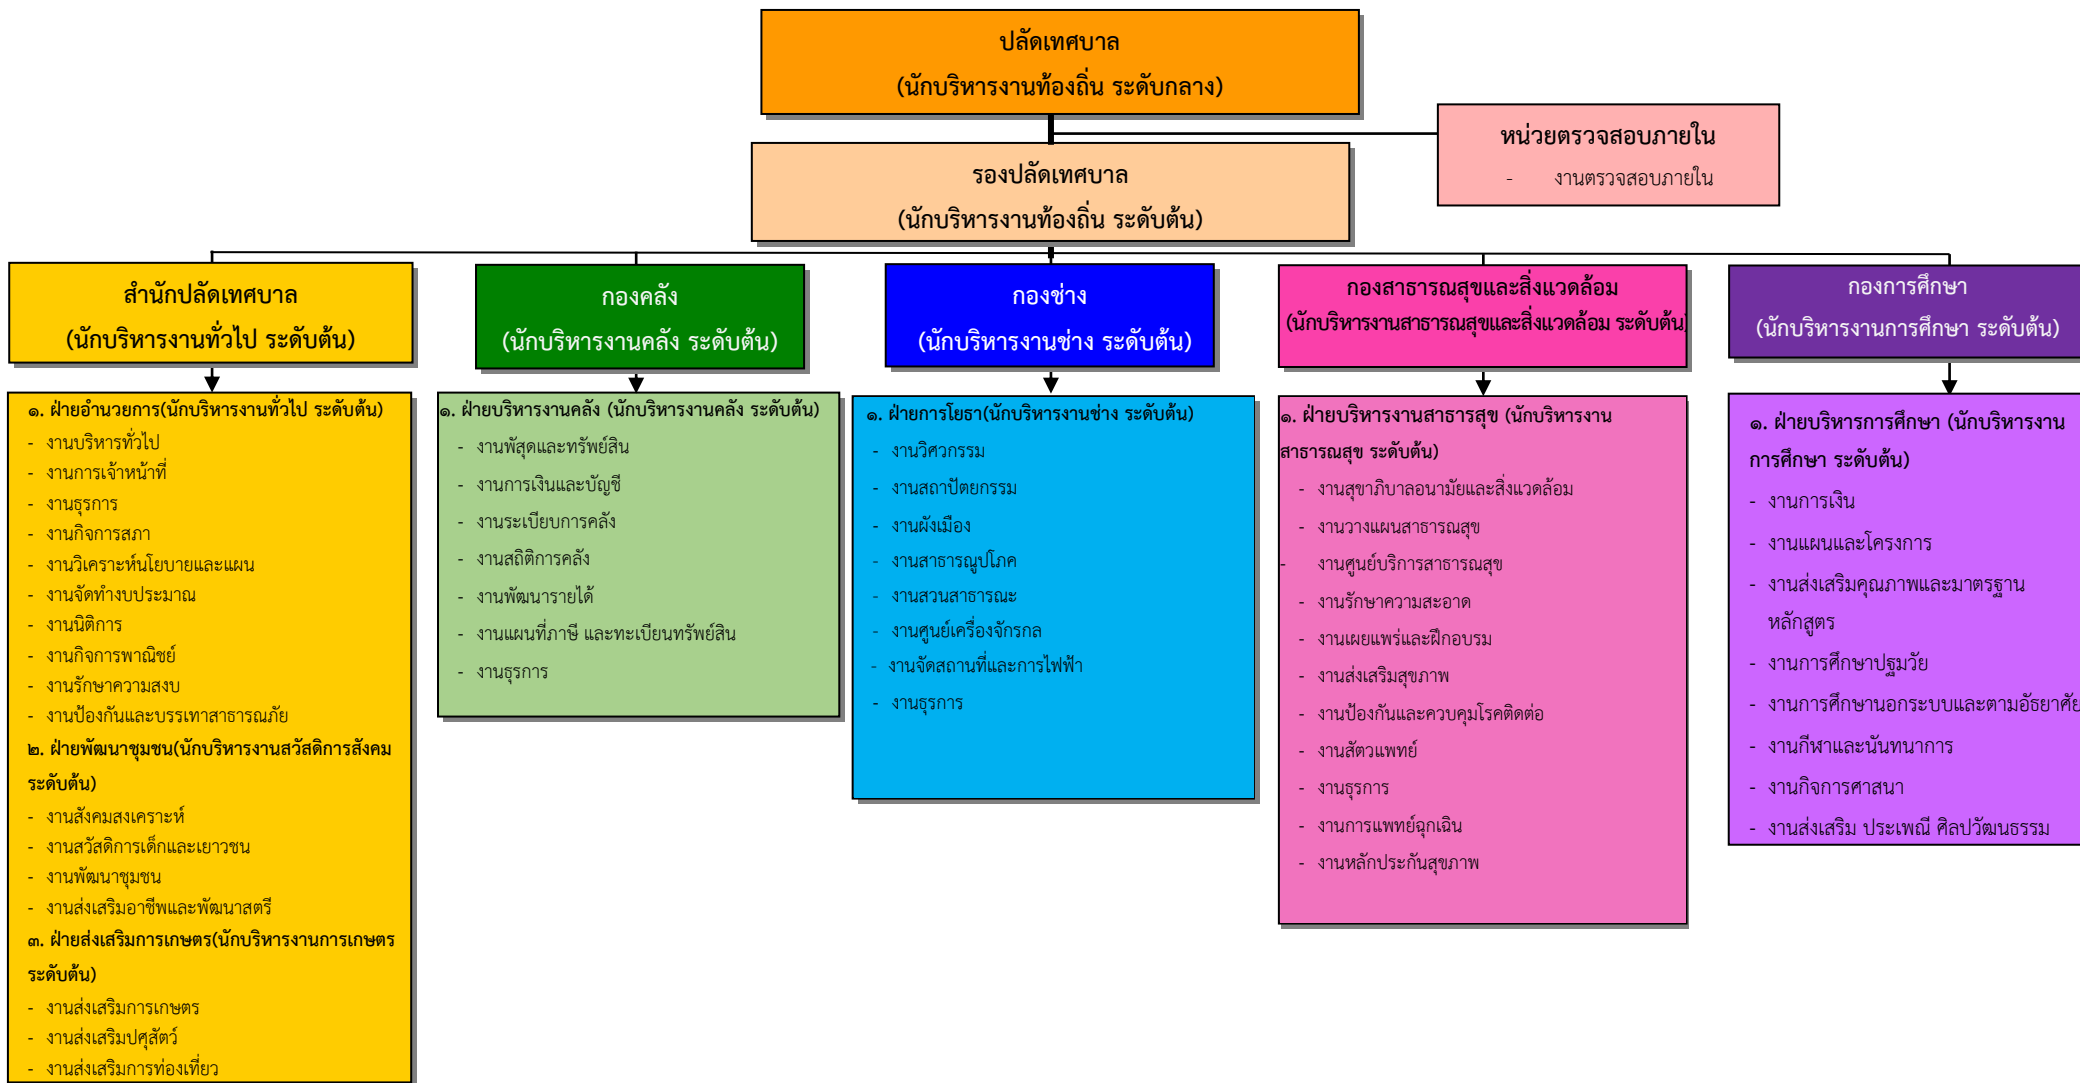 ปลัดเทศบาล
(นักบริหารงานท้องถิ่น ระดับกลาง)
หน่วยตรวจสอบภายใน
- งานตรวจสอบภายใน
รองปลัดเทศบาล
(นักบริหารงานท้องถิ่น ระดับต้น)
สำนักปลัดเทศบาล
(นักบริหารงานทั่วไป ระดับต้น)
๑. ฝ่ายอำนวยการ(นักบริหารงานทั่วไป ระดับต้น)
- งานบริหารทั่วไป
- งานการเจ้าหน้าที่
- งานธุรการ
- งานกิจการสภา
- งานวิเคราะห์นโยบายและแผน
- งานจัดทำงบประมาณ
- งานนิติการ
- งานกิจการพาณิชย์
- งานรักษาความสงบ
- งานป้องกันและบรรเทาสาธารณภัย
๒. ฝ่ายพัฒนาชุมชน(นักบริหารงานสวัสดิการสังคม
ระดับต้น)
- งานสังคมสงเคราะห์
- งานสวัสดิการเด็กและเยาวชน
- งานพัฒนาชุมชน
- งานส่งเสริมอาชีพและพัฒนาสตรี
๓. ฝ่ายส่งเสริมการเกษตร(นักบริหารงานการเกษตร
ระดับต้น)
- งานส่งเสริมการเกษตร
- งานส่งเสริมปศุสัตว์
- งานส่งเสริมการท่องเที่ยว
กองคลัง
(นักบริหารงานคลัง ระดับต้น)
๑. ฝ่ายบริหารงานคลัง (นักบริหารงานคลัง ระดับต้น)
- งานพัสุดและทรัพย์สิน
- งานการเงินและบัญชี
- งานระเบียบการคลัง
- งานสถิติการคลัง
- งานพัฒนารายได้
- งานแผนที่ภาษี และทะเบียนทรัพย์สิน
- งานธุรการ
กองช่าง
(นักบริหารงานช่าง ระดับต้น)
๑. ฝ่ายการโยธา(นักบริหารงานช่าง ระดับต้น)
- งานวิศวกรรม
- งานสถาปัตยกรรม
- งานผังเมือง
- งานสาธารณูปโภค
- งานสวนสาธารณะ
- งานศูนย์เครื่องจักรกล
- งานจัดสถานที่และการไฟฟ้า
- งานธุรการ
กองสาธารณสุขและสิ่งแวดล้อม
(นักบริหารงานสาธารณสุขและสิ่งแวดล้อม ระดับต้น)
๑. ฝ่ายบริหารงานสาธารสุข (นักบริหารงาน
สาธารณสุข ระดับต้น)
- งานสุขาภิบาลอนามัยและสิ่งแวดล้อม
- งานวางแผนสาธารณสุข
- งานศูนย์บริการสาธารณสุข
- งานรักษาความสะอาด
- งานเผยแพร่และฝึกอบรม
- งานส่งเสริมสุขภาพ
- งานป้องกันและควบคุมโรคติดต่อ
- งานสัตวแพทย์
- งานธุรการ
- งานการแพทย์ฉุกเฉิน
- งานหลักประกันสุขภาพ
กองการศึกษา
(นักบริหารงานการศึกษา ระดับต้น)
๑. ฝ่ายบริหารการศึกษา (นักบริหารงาน
การศึกษา ระดับต้น)
- งานการเงิน
- งานแผนและโครงการ
- งานส่งเสริมคุณภาพและมาตรฐาน
หลักสูตร
- งานการศึกษาปฐมวัย
- งานการศึกษานอกระบบและตามอัธยาศัย
- งานกีฬาและนันทนาการ
- งานกิจการศาสนา
- งานส่งเสริม ประเพณี ศิลปวัฒนธรรม